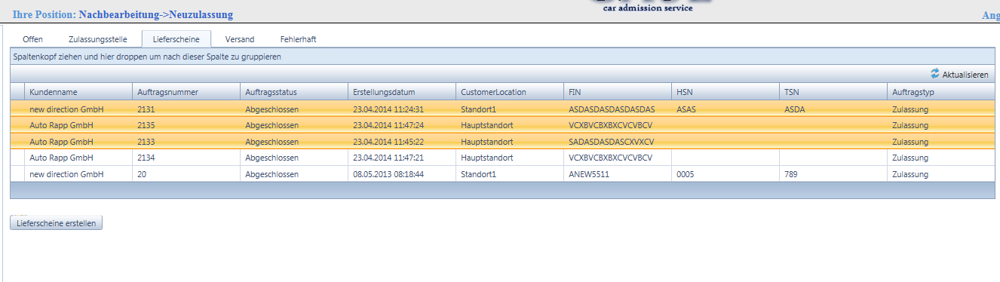 car admission service
Ihre Position: Nachbearbeitung->Neuzulassung
Ang
Offen Zulassungsstelle Lieferscheine Versand Fehlerhaft
Spaltenkopf ziehen und hier droppen um nach dieser Spalte zu gruppieren
Aktualisieren
Kundenname Auftragsnummer Auftragsstatus Erstellungsdatum CustomerLocation FIN HSN TSN Auftragstyp
new direction GmbH 2131 Abgeschlossen 23.04.2014 11:24:31 Standort1 ASDASDASDASDASDAS ASAS ASDA Zulassung
Auto Rapp GmbH 2135 Abgeschlossen 23.04.2014 11:47:24 Hauptstandort VCXBVCBXBXCVCVBCV Zulassung
Auto Rapp GmbH 2133 Abgeschlossen 23.04.2014 11:45:22 Hauptstandort SADASDASDASCXVXCV Zulassung
Auto Rapp GmbH 2134 Abgeschlossen 23.04.2014 11:47:21 Hauptstandort VCXBVCBXBXCVCVBCV Zulassung
new direction GmbH 20 Abgeschlossen 08.05.2013 08:18:44 Standort1 ANEW5511 0005 789 Zulassung
Lieferscheine erstellen